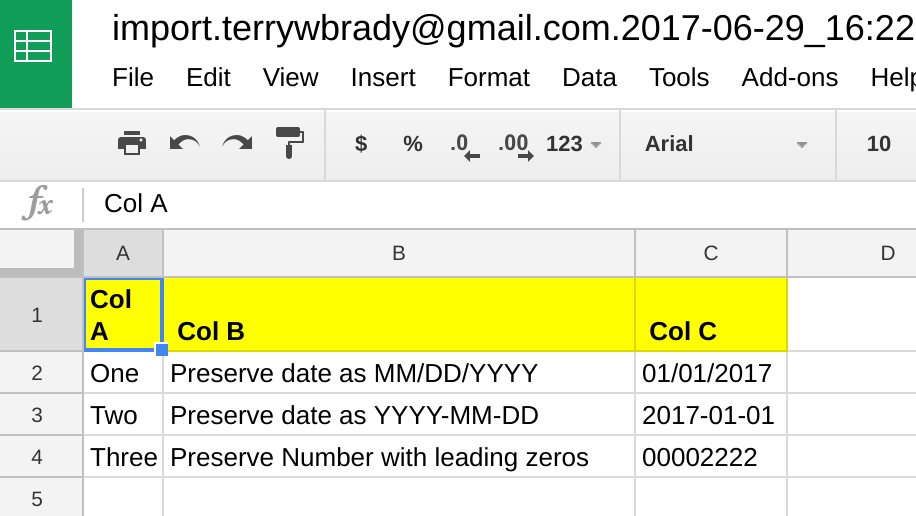 import.terrywbrady@gmail.com.2017-06-29_16:22
File Edit View Insert Format Data Tools Add-ons Help
$ % .0 .00 123 Arial 10
fx Col A
A B C D
1 Col A Col B Col C
2 One Preserve date as MM/DD/YYYY 01/01/2017
3 Two Preserve date as YYYY-MM-DD 2017-01-01
4 Three Preserve Number with leading zeros 00002222
5